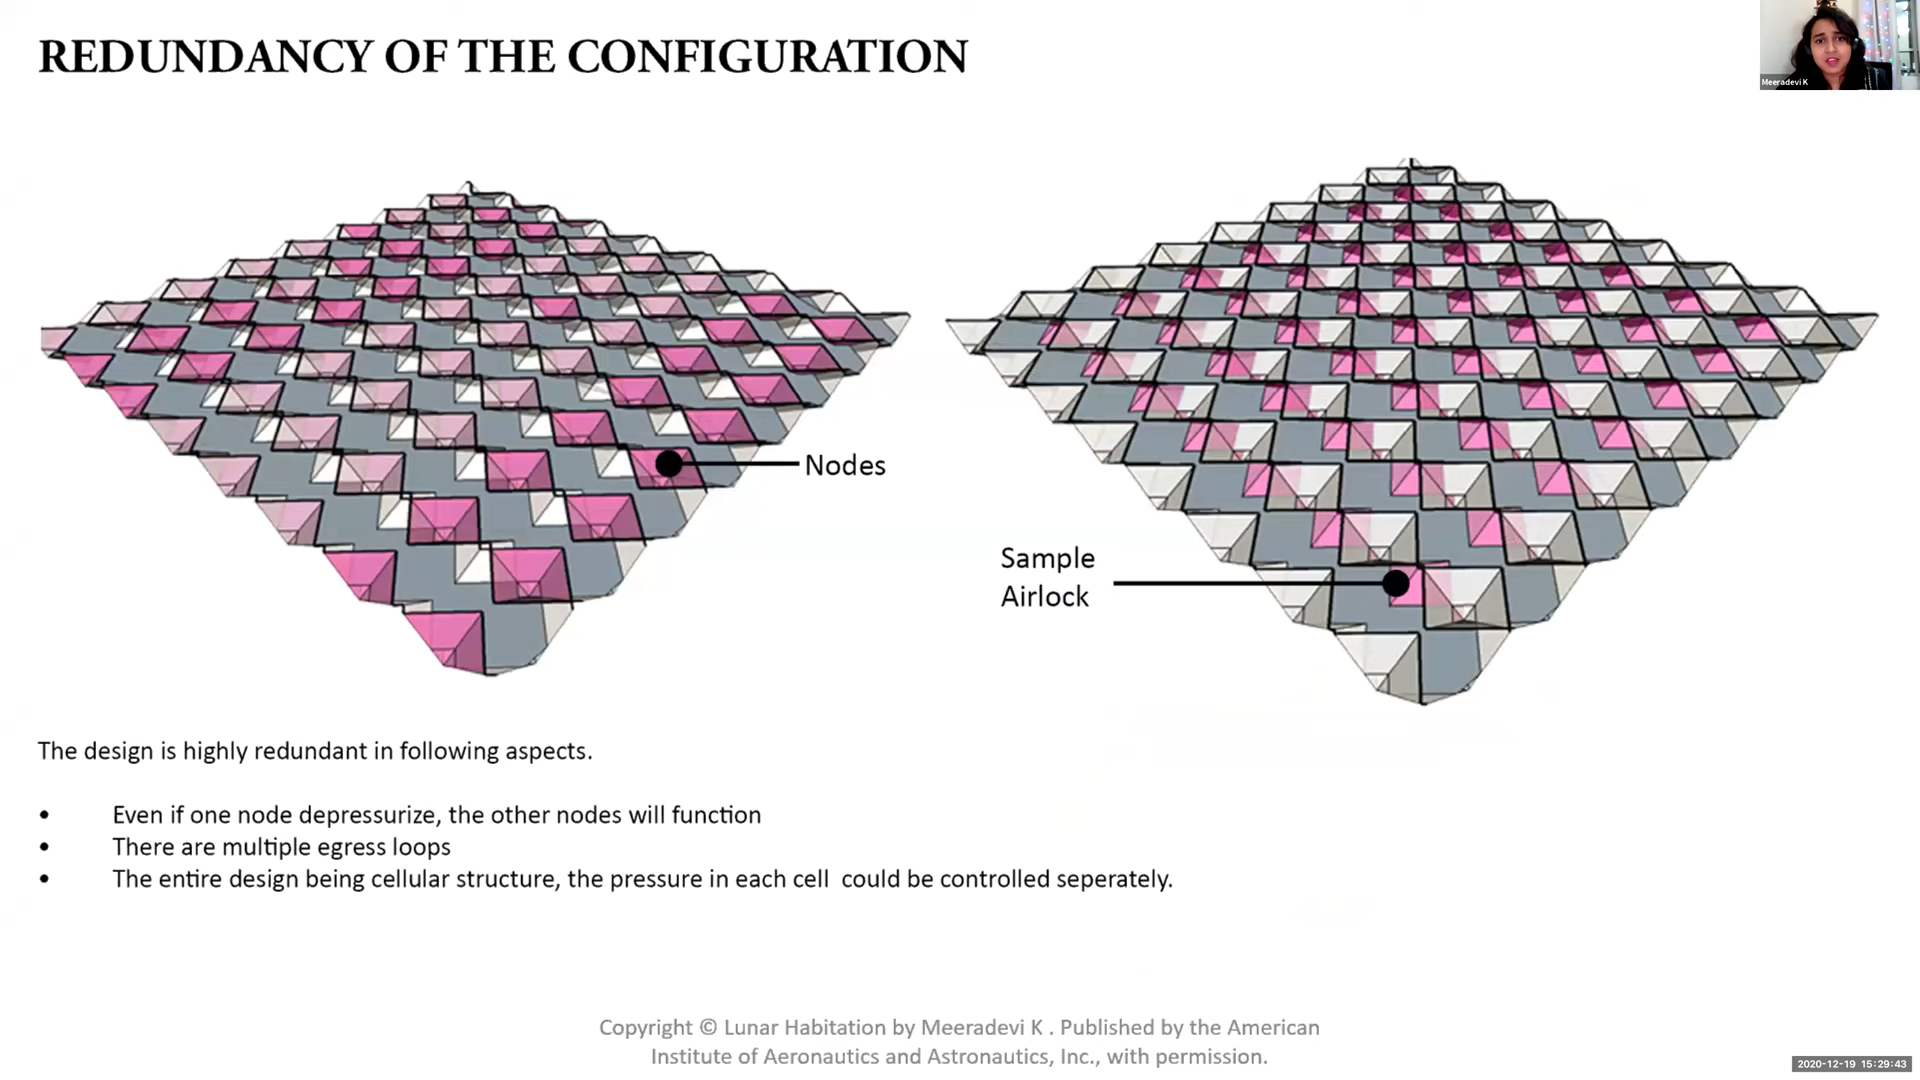 REDUNDANCY OF THE CONFIGURATION
Meeradevi K
Nodes
Sample
Airlock
The design is highly redundant in following aspects.
• Even if one node depressurize, the other nodes will function
• There are multiple egress loops
• The entire design being cellular structure, the pressure in each cell could be controlled seperately.
Copyright © Lunar Habitation by Meeradevi K . Published by the American
Institute of Aeronautics and Astronautics, Inc., with permission.
2020-12-19 15:29:43